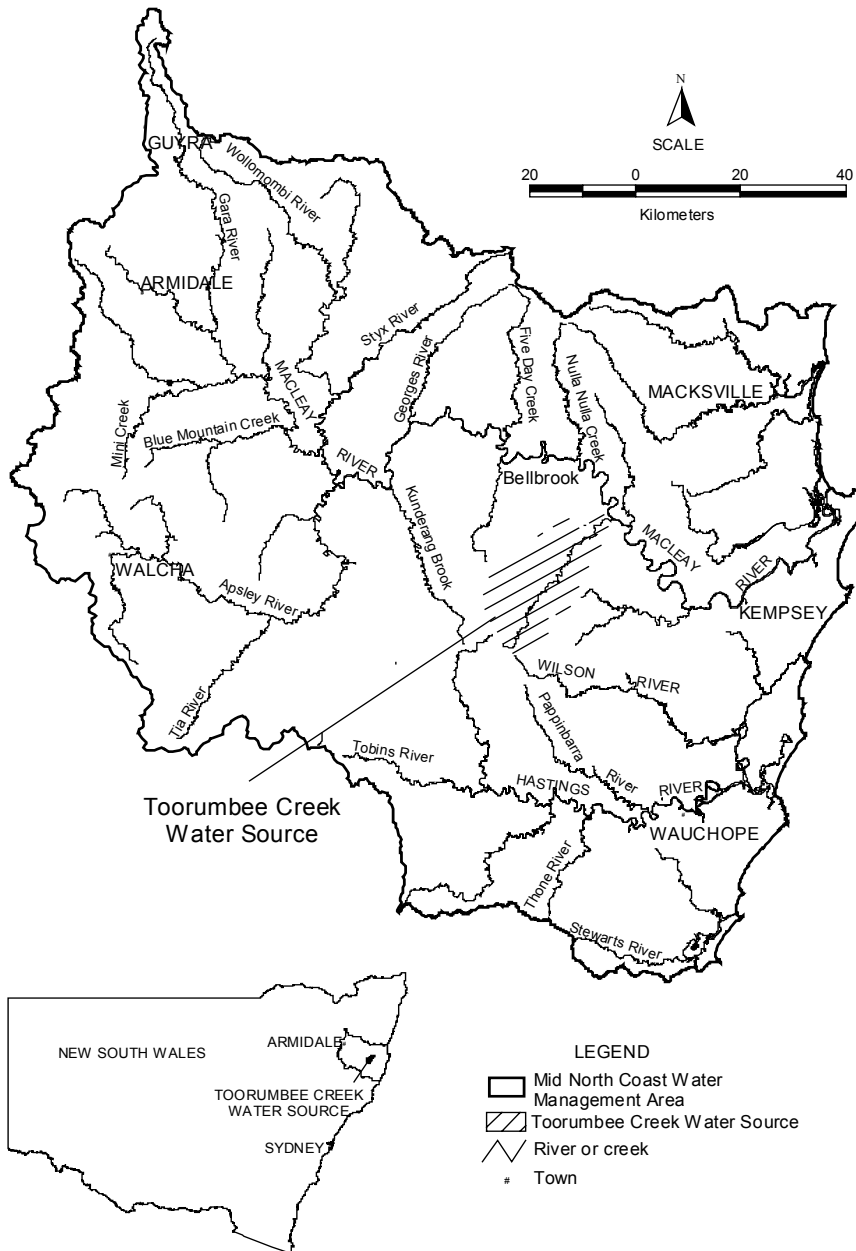 N
SCALE
20 0 20 40
Kilometers
GUYRA
Wollomombi River
Gara River
ARMIDALE
Styx River
Georges River
Five Day Creek
Nulla Nulla Creek
MACKSVILLE
MACLEAY
RIVER
Mini Creek
Blue Mountain Creek
Bellbrook
Kunderang Brook
MACLEAY
RIVER
WALCHA
Apsley River
KEMPSEY
WILSON
RIVER
Tia River
Pappinbarra
River
Tobins River
HASTINGS
RIVER
Toorumbee Creek
Water Source
WAUCHOPE
Thone River
Stewarts River
NEW SOUTH WALES
ARMIDALE
TOORUMBEE CREEK
WATER SOURCE
SYDNEY
LEGEND
Mid North Coast Water
Management Area
Toorumbee Creek Water Source
River or creek
# Town